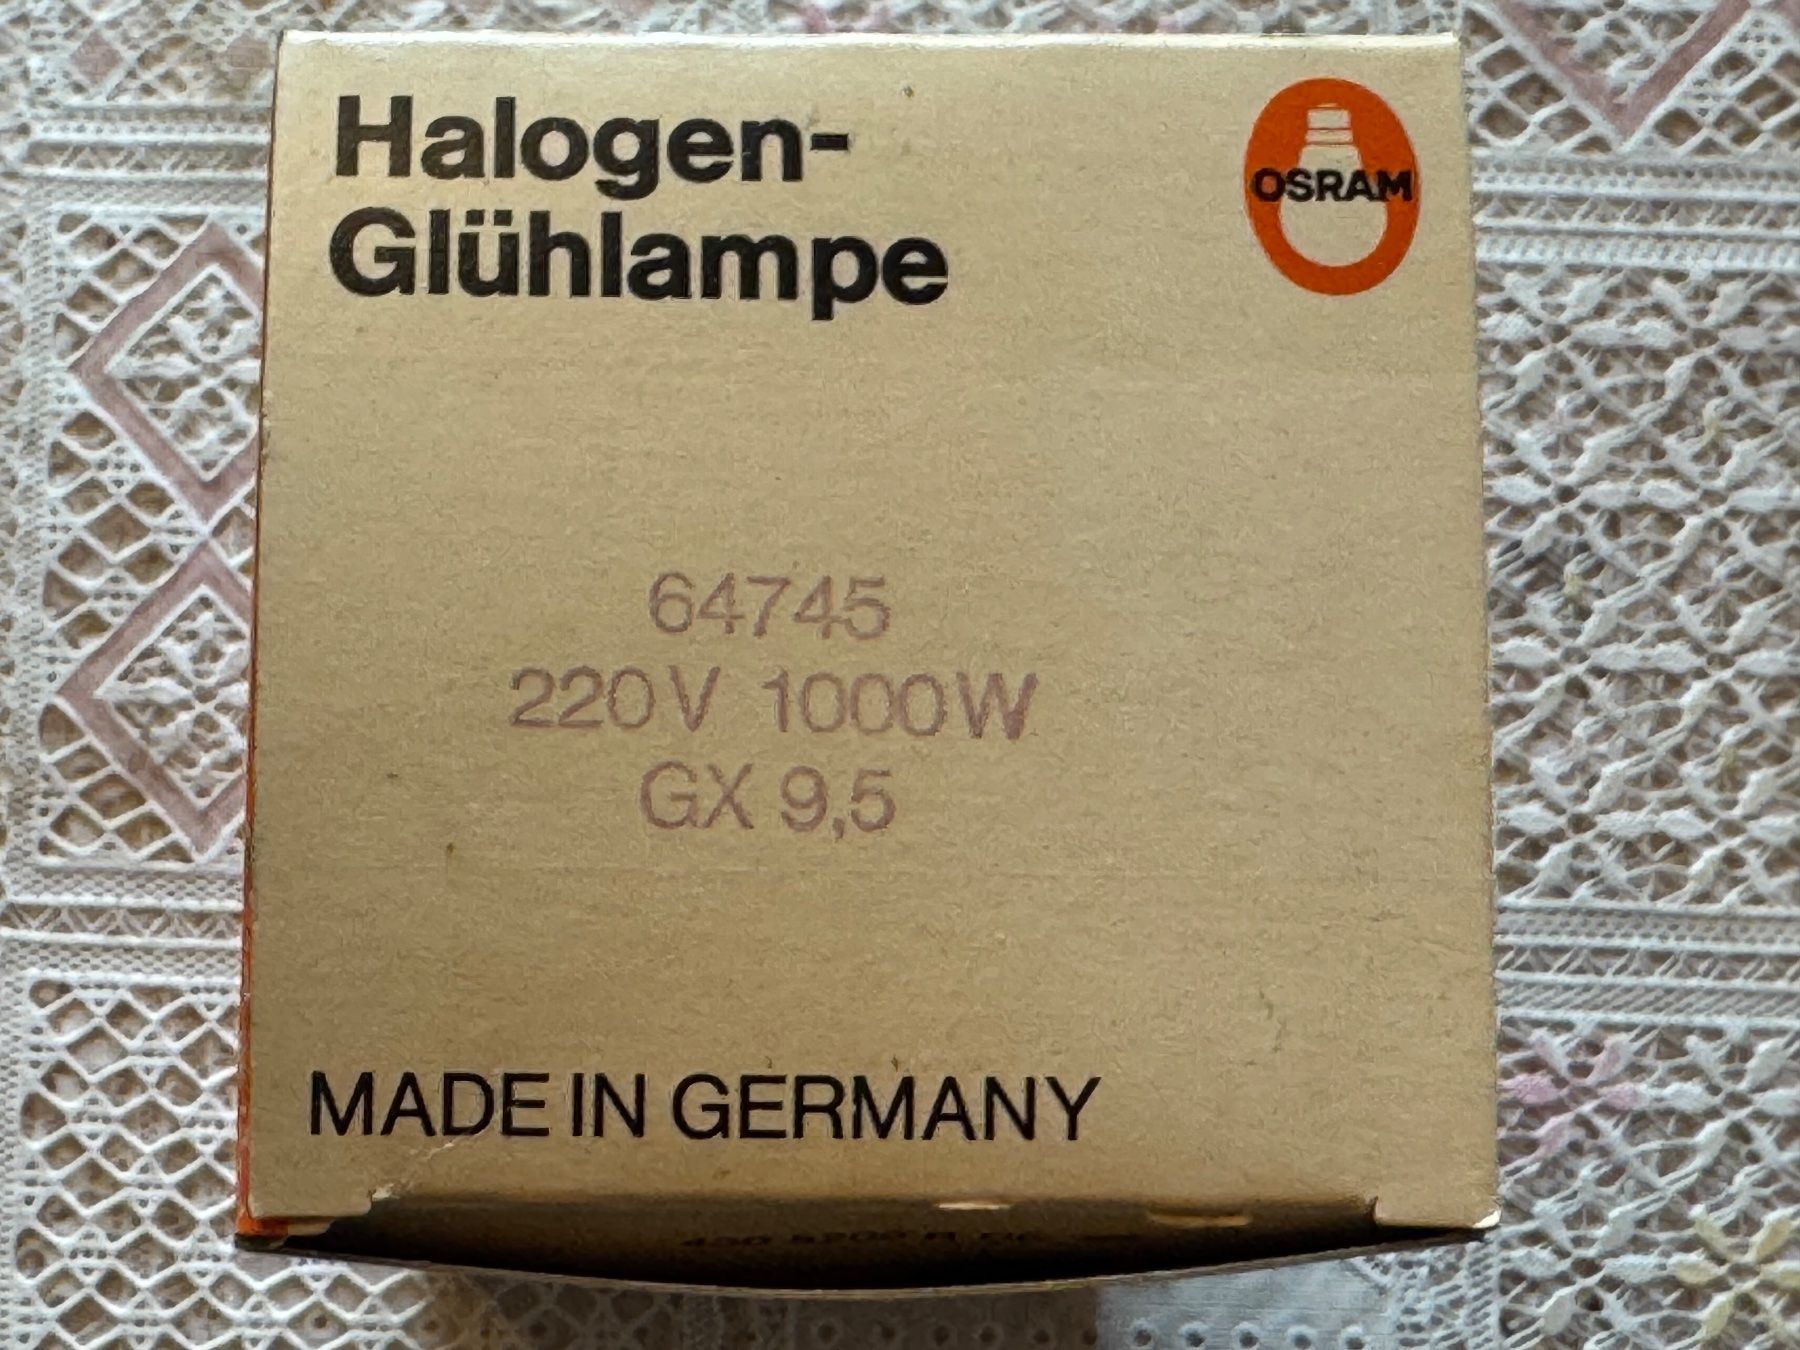 Halogen-
Glühlampe
OSRAM
64745
220V 1000W
GX 9,5
MADE IN GERMANY